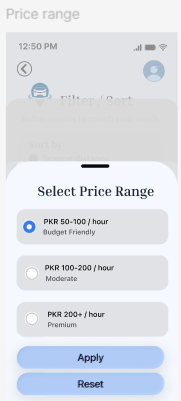 Price range
12:50 PM
Filter / Sort
Sort by
Select Price Range
PKR 50-100 / hour
Budget Friendly
PKR 100-200 / hour
Moderate
PKR 200+ / hour
Premium
Apply
Reset